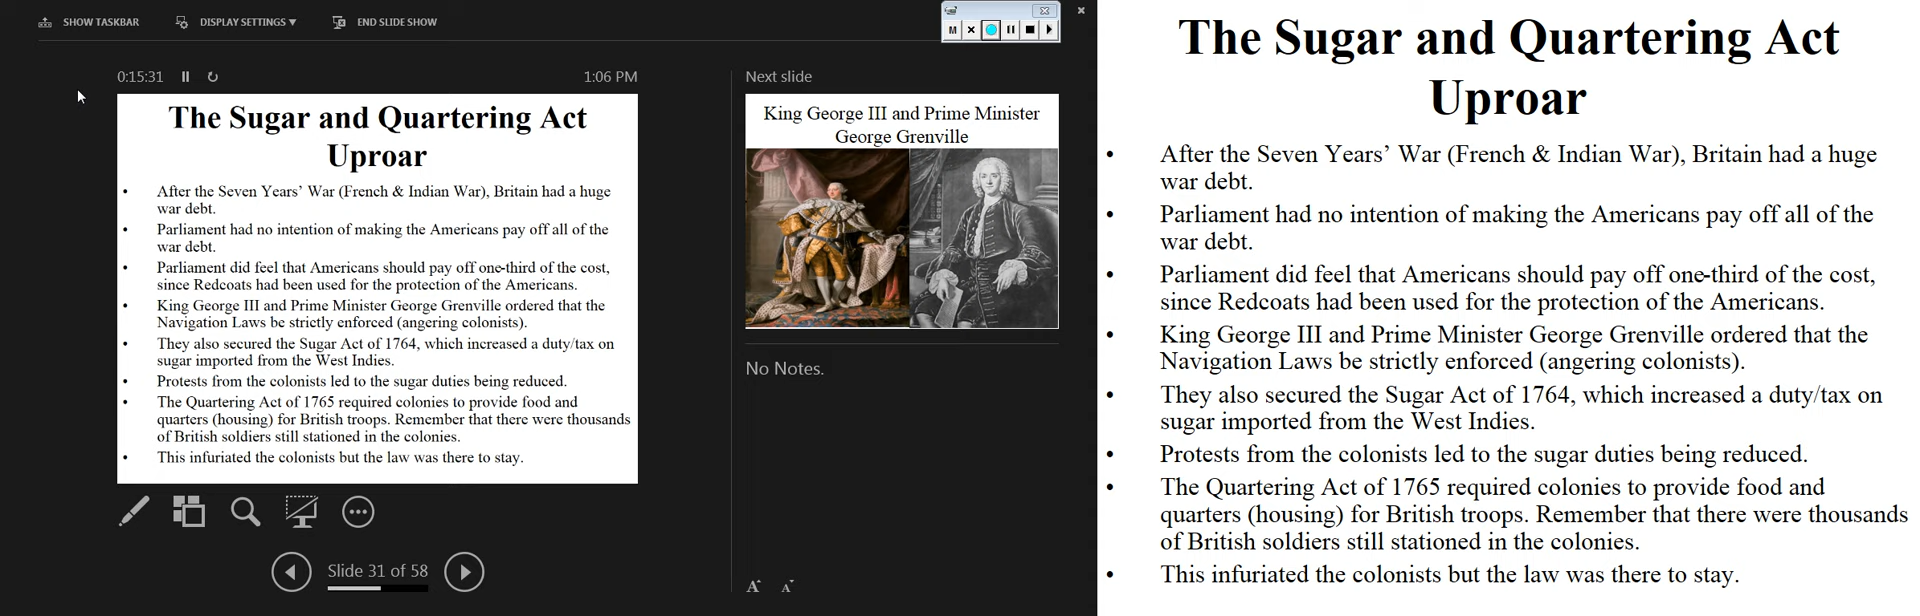 SHOW TASKBAR
DISPLAY SETTINGS ▼
END SLIDE SHOW
M
0:15:31
1:06 PM
The Sugar and Quartering Act
Uproar
• After the Seven Years’ War (French & Indian War), Britain had a huge
war debt.
• Parliament had no intention of making the Americans pay off all of the
war debt.
• Parliament did feel that Americans should pay off one-third of the cost,
since Redcoats had been used for the protection of the Americans.
• King George III and Prime Minister George Grenville ordered that the
Navigation Laws be strictly enforced (angering colonists).
• They also secured the Sugar Act of 1764, which increased a duty/tax on
sugar imported from the West Indies.
• Protests from the colonists led to the sugar duties being reduced.
• The Quartering Act of 1765 required colonies to provide food and
quarters (housing) for British troops. Remember that there were thousands
of British soldiers still stationed in the colonies.
• This infuriated the colonists but the law was there to stay.
Slide 31 of 58
Next slide
King George III and Prime Minister
George Grenville
No Notes.
A A
The Sugar and Quartering Act
Uproar
• After the Seven Years’ War (French & Indian War), Britain had a huge
war debt.
• Parliament had no intention of making the Americans pay off all of the
war debt.
• Parliament did feel that Americans should pay off one-third of the cost,
since Redcoats had been used for the protection of the Americans.
• King George III and Prime Minister George Grenville ordered that the
Navigation Laws be strictly enforced (angering colonists).
• They also secured the Sugar Act of 1764, which increased a duty/tax on
sugar imported from the West Indies.
• Protests from the colonists led to the sugar duties being reduced.
• The Quartering Act of 1765 required colonies to provide food and
quarters (housing) for British troops. Remember that there were thousands
of British soldiers still stationed in the colonies.
• This infuriated the colonists but the law was there to stay.